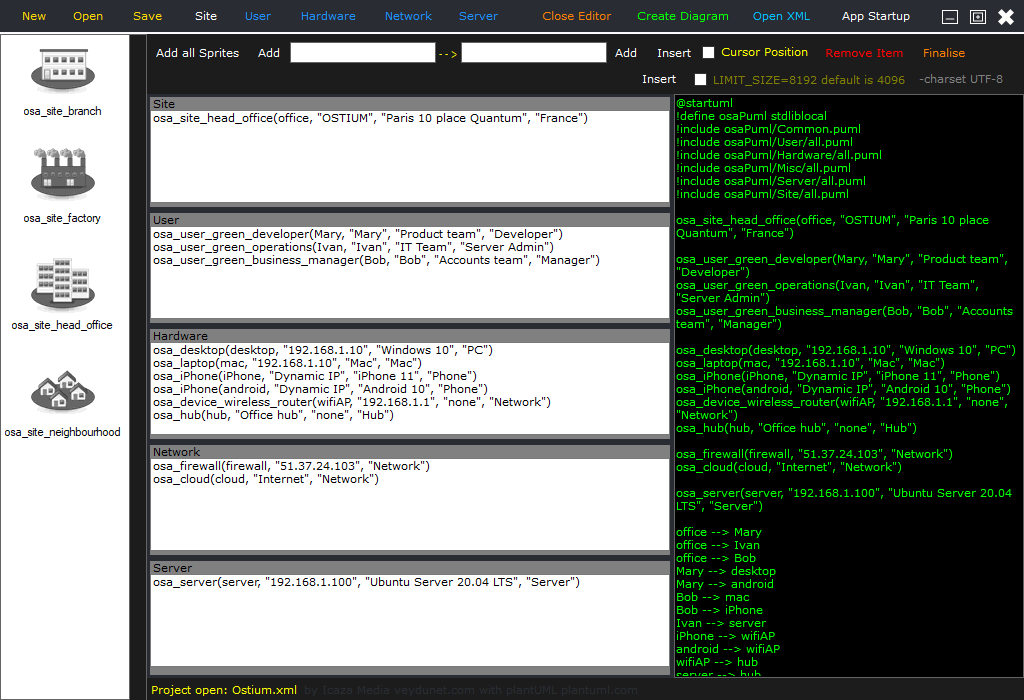 New Open Save Site User Hardware Network Server Close Editor Create Diagram Open XML App Startup
Add all Sprites Add --> Add Insert Cursor Position Remove Item Finalise
Insert LIMIT_SIZE=8192 default is 4096 -charset UTF-8
osa_site_branch
osa_site_factory
osa_site_head_office
osa_site_neighbourhood
Site
osa_site_head_office(office, "OSTIUM", "Paris 10 place Quantum", "France")
User
osa_user_green_developer(Mary, "Mary", "Product team", "Developer")
osa_user_green_operations(Ivan, "Ivan", "IT Team", "Server Admin")
osa_user_green_business_manager(Bob, "Bob", "Accounts team", "Manager")
Hardware
osa_desktop(desktop, "192.168.1.10", "Windows 10", "PC")
osa_laptop(mac, "192.168.1.10", "Mac", "Mac")
osa_iPhone(iPhone, "Dynamic IP", "iPhone 11", "Phone")
osa_iPhone(android, "Dynamic IP", "Android 10", "Phone")
osa_device_wireless_router(wifiAP, "192.168.1.1", "none", "Network")
osa_hub(hub, "Office hub", "none", "Hub")
Network
osa_firewall(firewall, "51.37.24.103", "Network")
osa_cloud(cloud, "Internet", "Network")
Server
osa_server(server, "192.168.1.100", "Ubuntu Server 20.04 LTS", "Server")
@startuml
!define osaPuml stdliblocal
!include osaPuml/Common.puml
!include osaPuml/User/all.puml
!include osaPuml/Hardware/all.puml
!include osaPuml/Misc/all.puml
!include osaPuml/Server/all.puml
!include osaPuml/Site/all.puml
osa_site_head_office(office, "OSTIUM", "Paris 10 place
Quantum", "France")
osa_user_green_developer(Mary, "Mary", "Product team",
"Developer")
osa_user_green_operations(Ivan, "Ivan", "IT Team",
"Server Admin")
osa_user_green_business_manager(Bob, "Bob", "Accounts
team", "Manager")
osa_desktop(desktop, "192.168.1.10", "Windows 10", "PC")
osa_laptop(mac, "192.168.1.10", "Mac", "Mac")
osa_iPhone(iPhone, "Dynamic IP", "iPhone 11", "Phone")
osa_iPhone(android, "Dynamic IP", "Android 10", "Phone")
osa_device_wireless_router(wifiAP, "192.168.1.1", "none",
"Network")
osa_hub(hub, "Office hub", "none", "Hub")
osa_firewall(firewall, "51.37.24.103", "Network")
osa_cloud(cloud, "Internet", "Network")
osa_server(server, "192.168.1.100", "Ubuntu Server 20.04
LTS", "Server")
office --> Mary
office --> Ivan
office --> Bob
Mary --> desktop
Mary --> android
Bob --> mac
Bob --> iPhone
Ivan --> server
iPhone --> wifiAP
android --> wifiAP
wifiAP --> hub
server --> hub
Project open: Ostium.xml by Icaza Media veydunet.com with plantUML plantuml.com